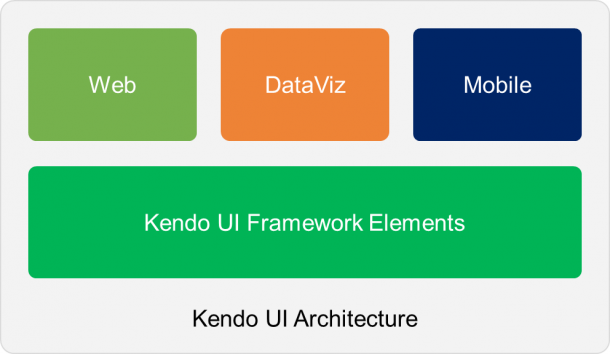 Web
DataViz
Mobile
Kendo UI Framework Elements
Kendo UI Architecture